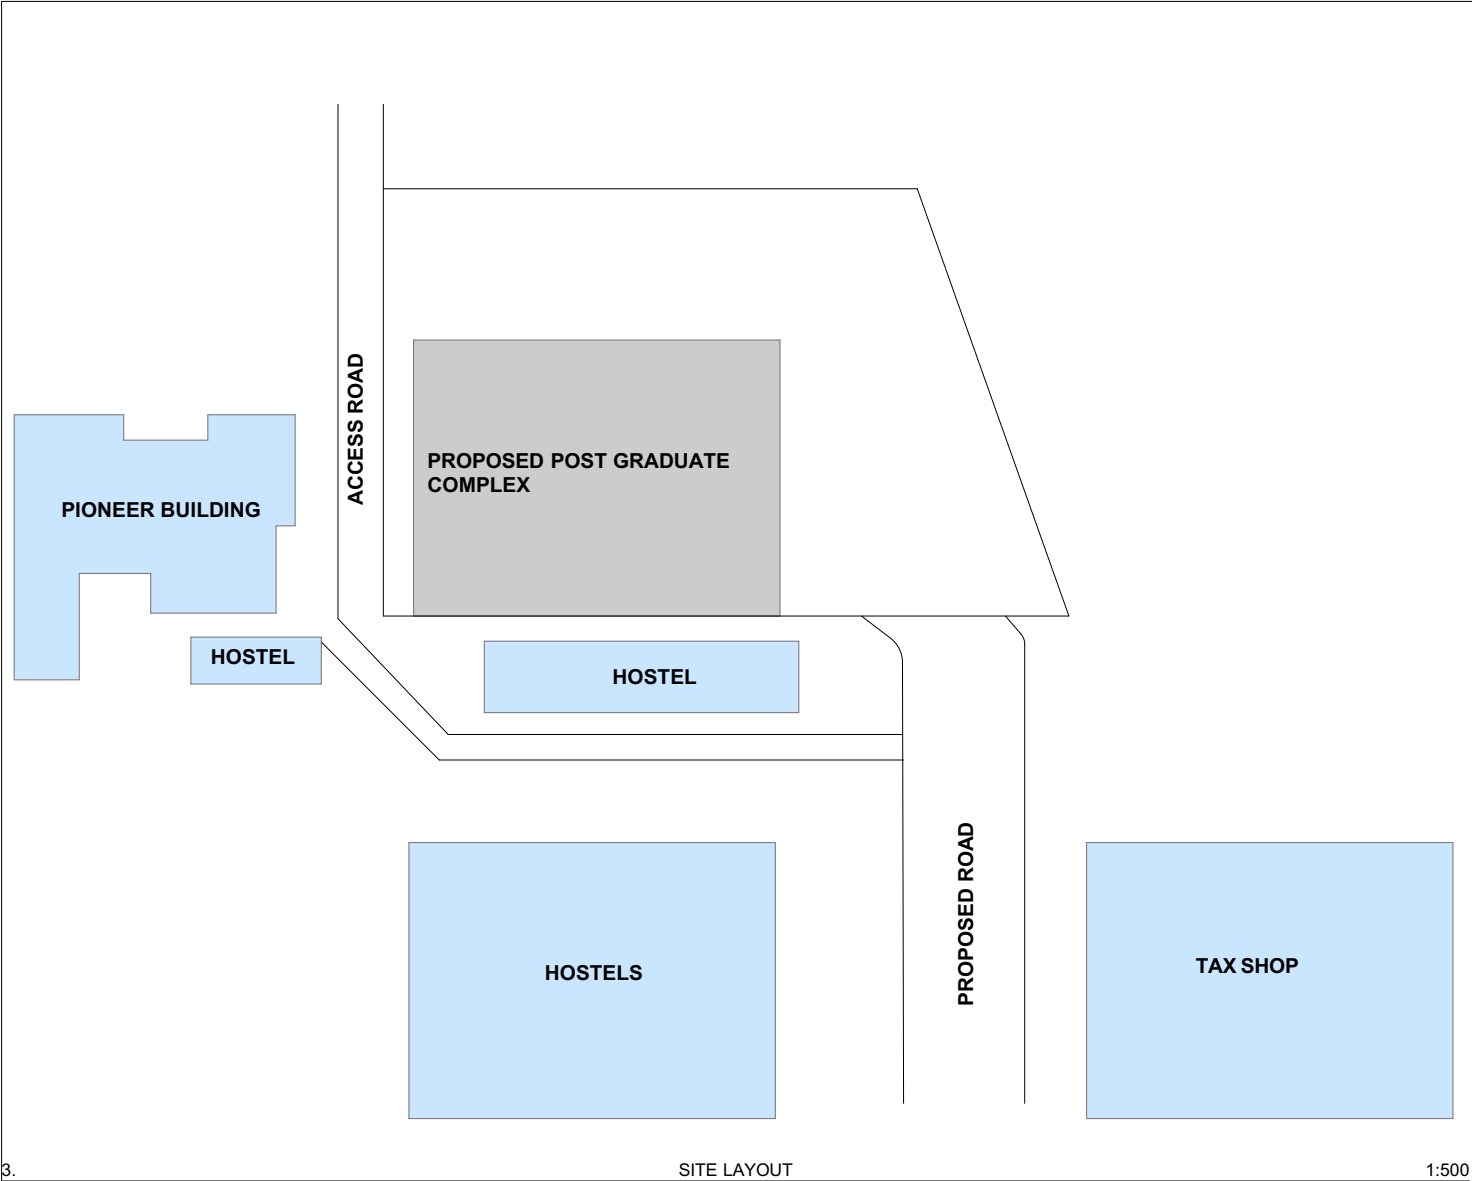 ACCESS ROAD
PROPOSED POST GRADUATE
COMPLEX
PIONEER BUILDING
HOSTEL
HOSTEL
PROPOSED ROAD
HOSTELS
TAX SHOP
3.
SITE LAYOUT
1:500